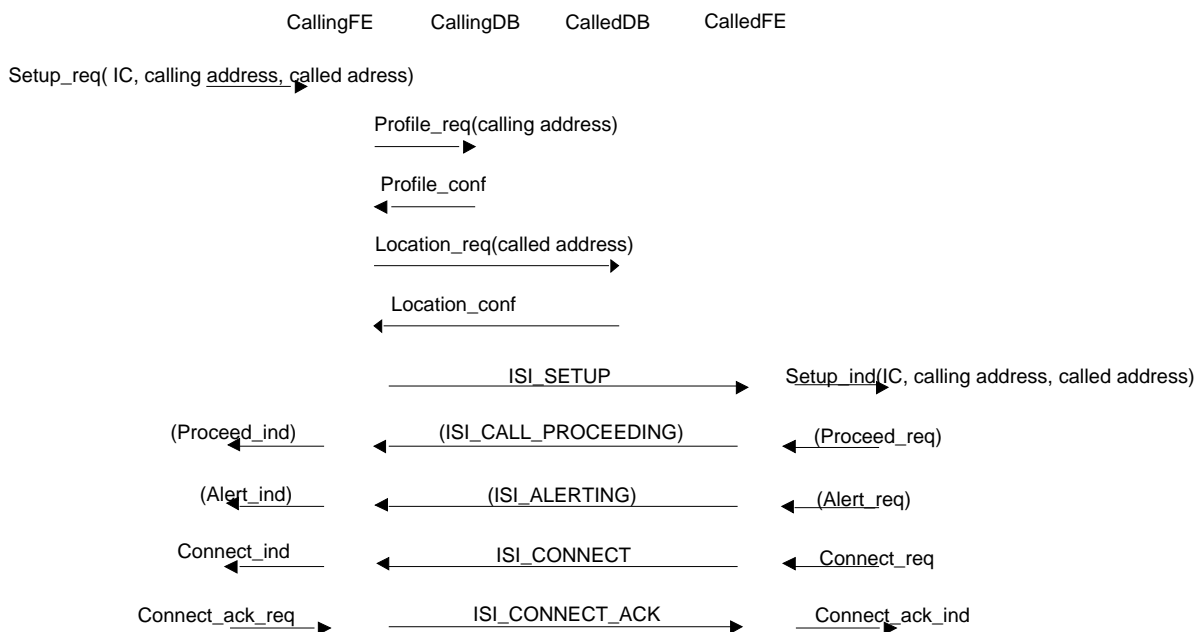 CallingFE CallingDB CalledDB CalledFE
Setup_req( IC, calling address, called adress)
Profile_req(calling address)
Profile_conf
Location_req(called address)
Location_conf
ISI_SETUP Setup_ind(IC, calling address, called address)
(Proceed_ind) (ISI_CALL_PROCEEDING) (Proceed_req)
(Alert_ind) (ISI_ALERTING) (Alert_req)
Connect_ind ISI_CONNECT Connect_req
Connect_ack_req ISI_CONNECT_ACK Connect_ack_ind